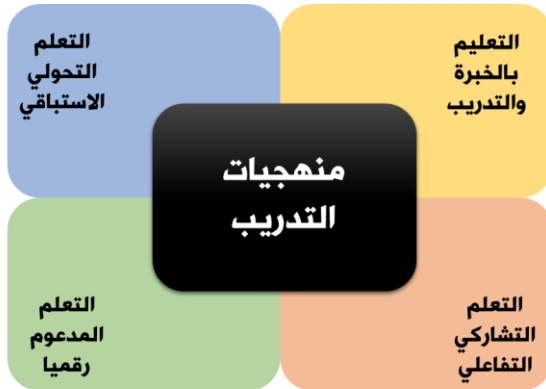 التعليم
بالخبرة
والتدريب
التعلم
التحولي
الاستباقي
منهجيات
التدريب
التعلم
التشاركي
التفاعلي
التعلم
المدعوم
رقميا